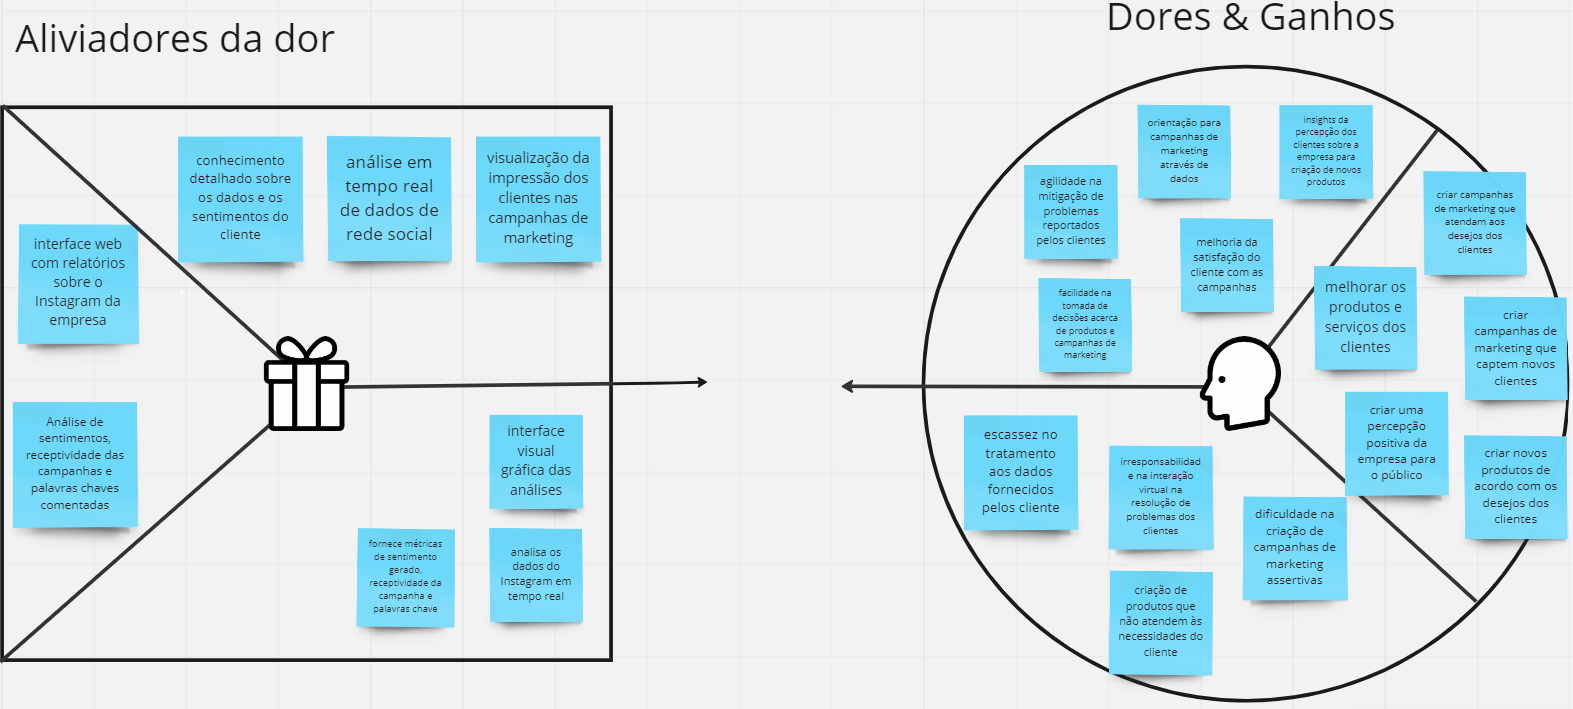 Aliviadores da dor
conhecimento
detalhado sobre
os dados e os
sentimentos do
cliente
análise em
tempo real
de dados de
rede social
visualização da
impressão dos
clientes nas
campanhas de
marketing
interface web
com relatórios
sobre o
Instagram da
empresa
Análise de
sentimentos,
receptividade das
campanhas e
palavras chaves
comentadas
interface
visual
gráfica das
análises
fornece métricas
de sentimento
gerado,
receptividade da
campanha e
palavras chave
analisa os
dados do
Instagram em
tempo real
Dores & Ganhos
orientação para
campanhas de
marketing
através de
dados
insights da
percepção dos
clientes sobre a
empresa para
criação de novos
produtos
agilidade na
mitigação de
problemas
reportados
pelos clientes
melhoria da
satisfação do
cliente com as
campanhas
facilidade na
tomada de
decisões acerca
de produtos e
campanhas de
marketing
criar campanhas
de marketing que
atendam aos
desejos dos
clientes
melhorar os
produtos e
serviços dos
clientes
criar
campanhas de
marketing que
captem novos
clientes
criar uma
percepção
positiva da
empresa para
o público
criar novos
produtos de
acordo com os
desejos dos
clientes
escassez no
tratamento
aos dados
fornecidos
pelos cliente
irresponsabilidad
e na interação
virtual na
resolução de
problemas dos
clientes
dificuldade na
criação de
campanhas de
marketing
assertivas
criação de
produtos que
não atendem às
necessidades do
cliente